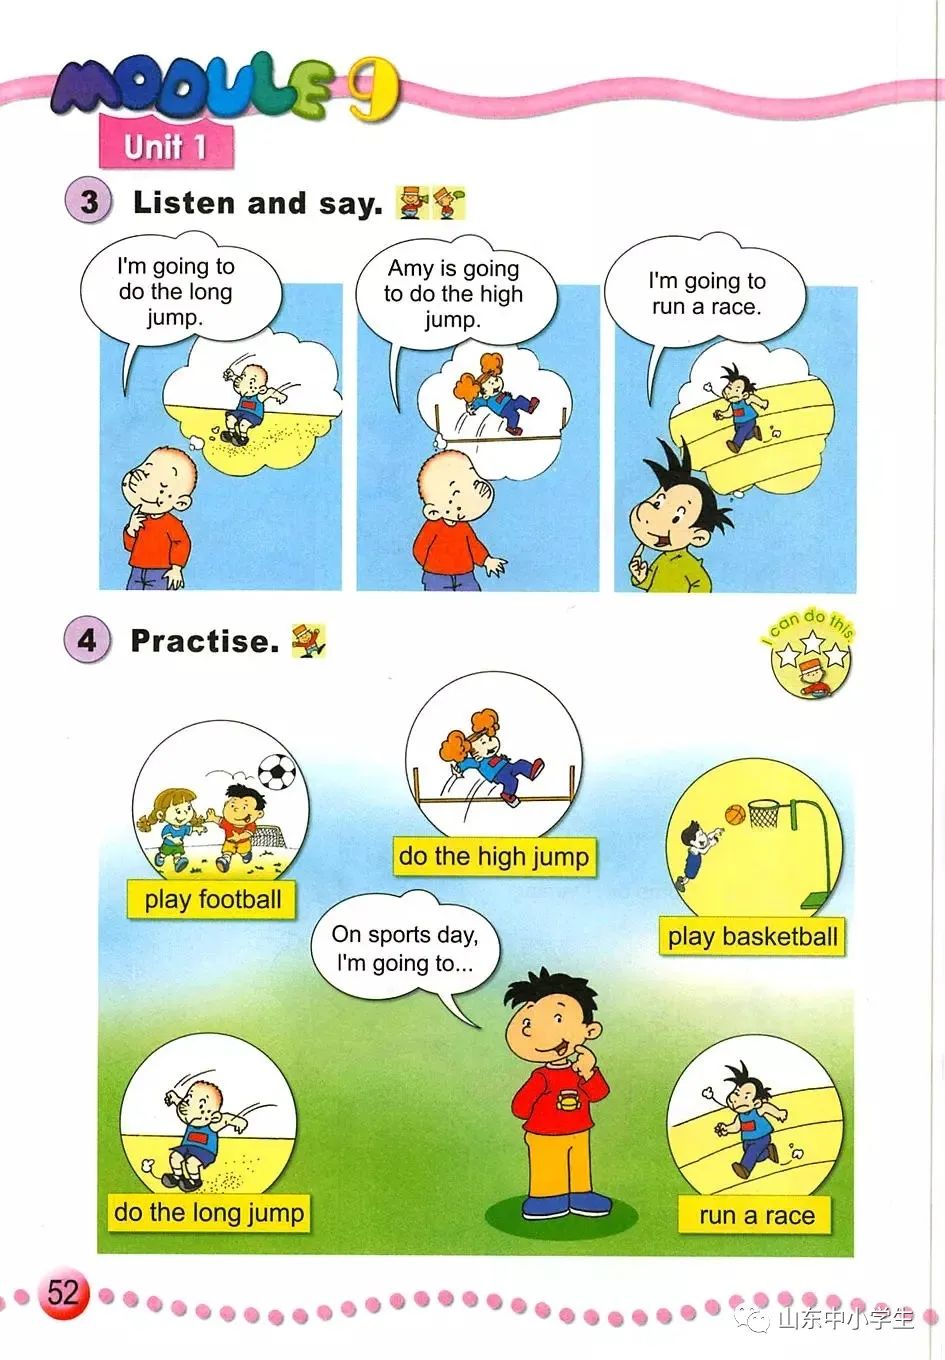 MODULE 9
Unit 1
3 Listen and say.
I'm going to
do the long
jump.
Amy is going
to do the high
jump.
I'm going to
run a race.
4 Practise.
I can do this.
play football
do the high jump
play basketball
On sports day,
I'm going to...
do the long jump
run a race
52
山东中小学生